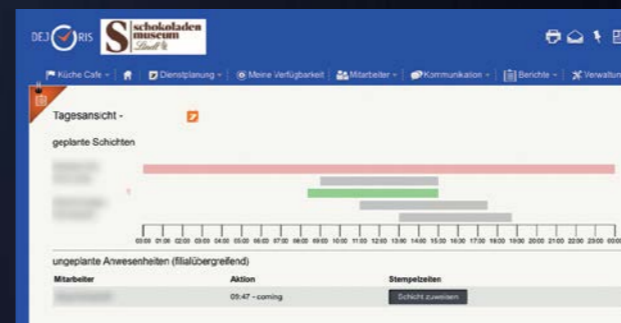 DEJ RIS
schokoladen
museum
Lindt
Küche Cafe
Dienstplanung
Meine Verfügbarkeit
Mitarbeiter
Kommunikation
Berichte
Verwaltun
Tagesansicht -
geplante Schichten
00:00 01:00 02:00 03:00 04:00 05:00 06:00 07:00 08:00 09:00 10:00 11:00 12:00 13:00 14:00 15:00 16:00 17:00 18:00 19:00 20:00 21:00 22:00 23:00 00:00
ungeplante Anwesenheiten (filialübergreifend)
Mitarbeiter Aktion Stempelzeiten
09:47 - coming Schicht zuweisen